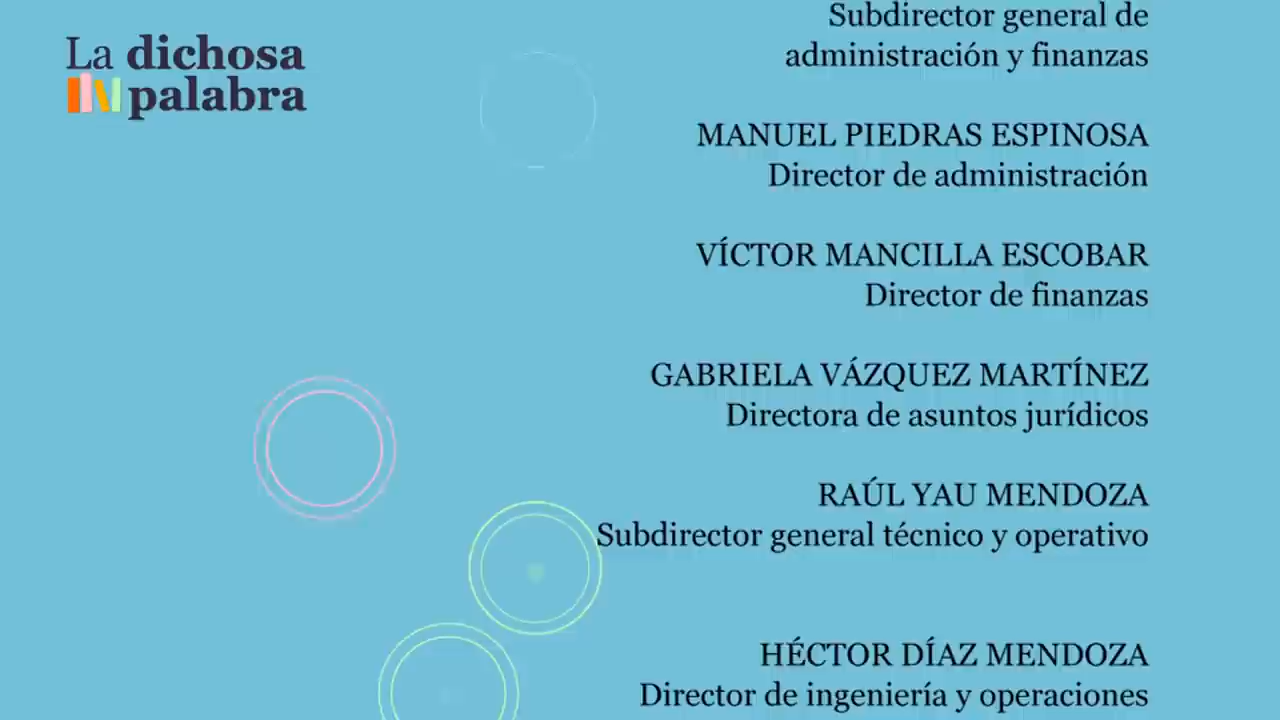 La dichosa
palabra
Subdirector general de
administración y finanzas
MANUEL PIEDRAS ESPINOSA
Director de administración
VÍCTOR MANCILLA ESCOBAR
Director de finanzas
GABRIELA VÁZQUEZ MARTÍNEZ
Directora de asuntos jurídicos
RAÚL YAU MENDOZA
Subdirector general técnico y operativo
HÉCTOR DÍAZ MENDOZA
Director de ingeniería y operaciones